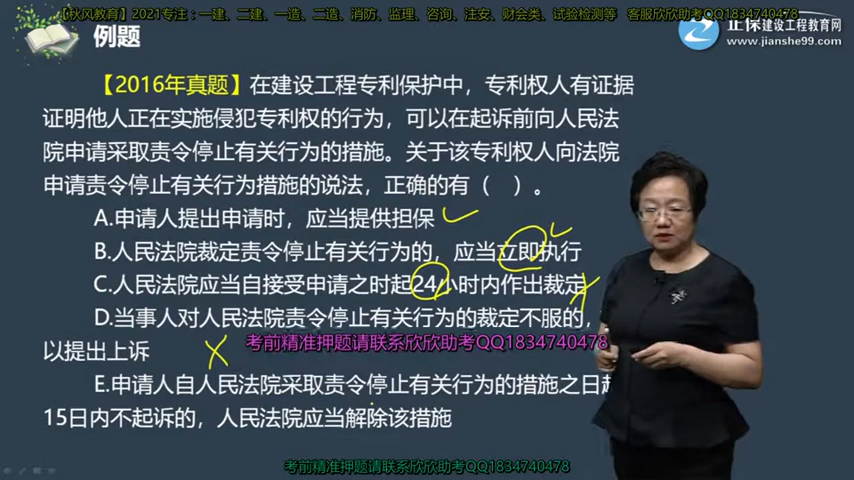 【秋风教育】2021专注：一建、二建、一造、二造、消防、监理、咨询、注安、财会类、试验检测等 客服欣欣助考QQ1834740478
例题
正保建设工程教育网
www.jianshe99.com
【2016年真题】在建设工程专利保护中，专利权人有证据
证明他人正在实施侵犯专利权的行为，可以在起诉前向人民法
院申请采取责令停止有关行为的措施。关于该专利权人向法院
申请责令停止有关行为措施的说法，正确的有（ ）。
A.申请人提出申请时，应当提供担保
B.人民法院裁定责令停止有关行为的，应当立即执行
C.人民法院应当自接受申请之时起24小时内作出裁定
D.当事人对人民法院责令停止有关行为的裁定不服的，
以提出上诉
考前精准押题请联系欣欣助考QQ1834740478
E.申请人自人民法院采取责令停止有关行为的措施之日起
15日内不起诉的，人民法院应当解除该措施
考前精准押题请联系欣欣助考QQ1834740478